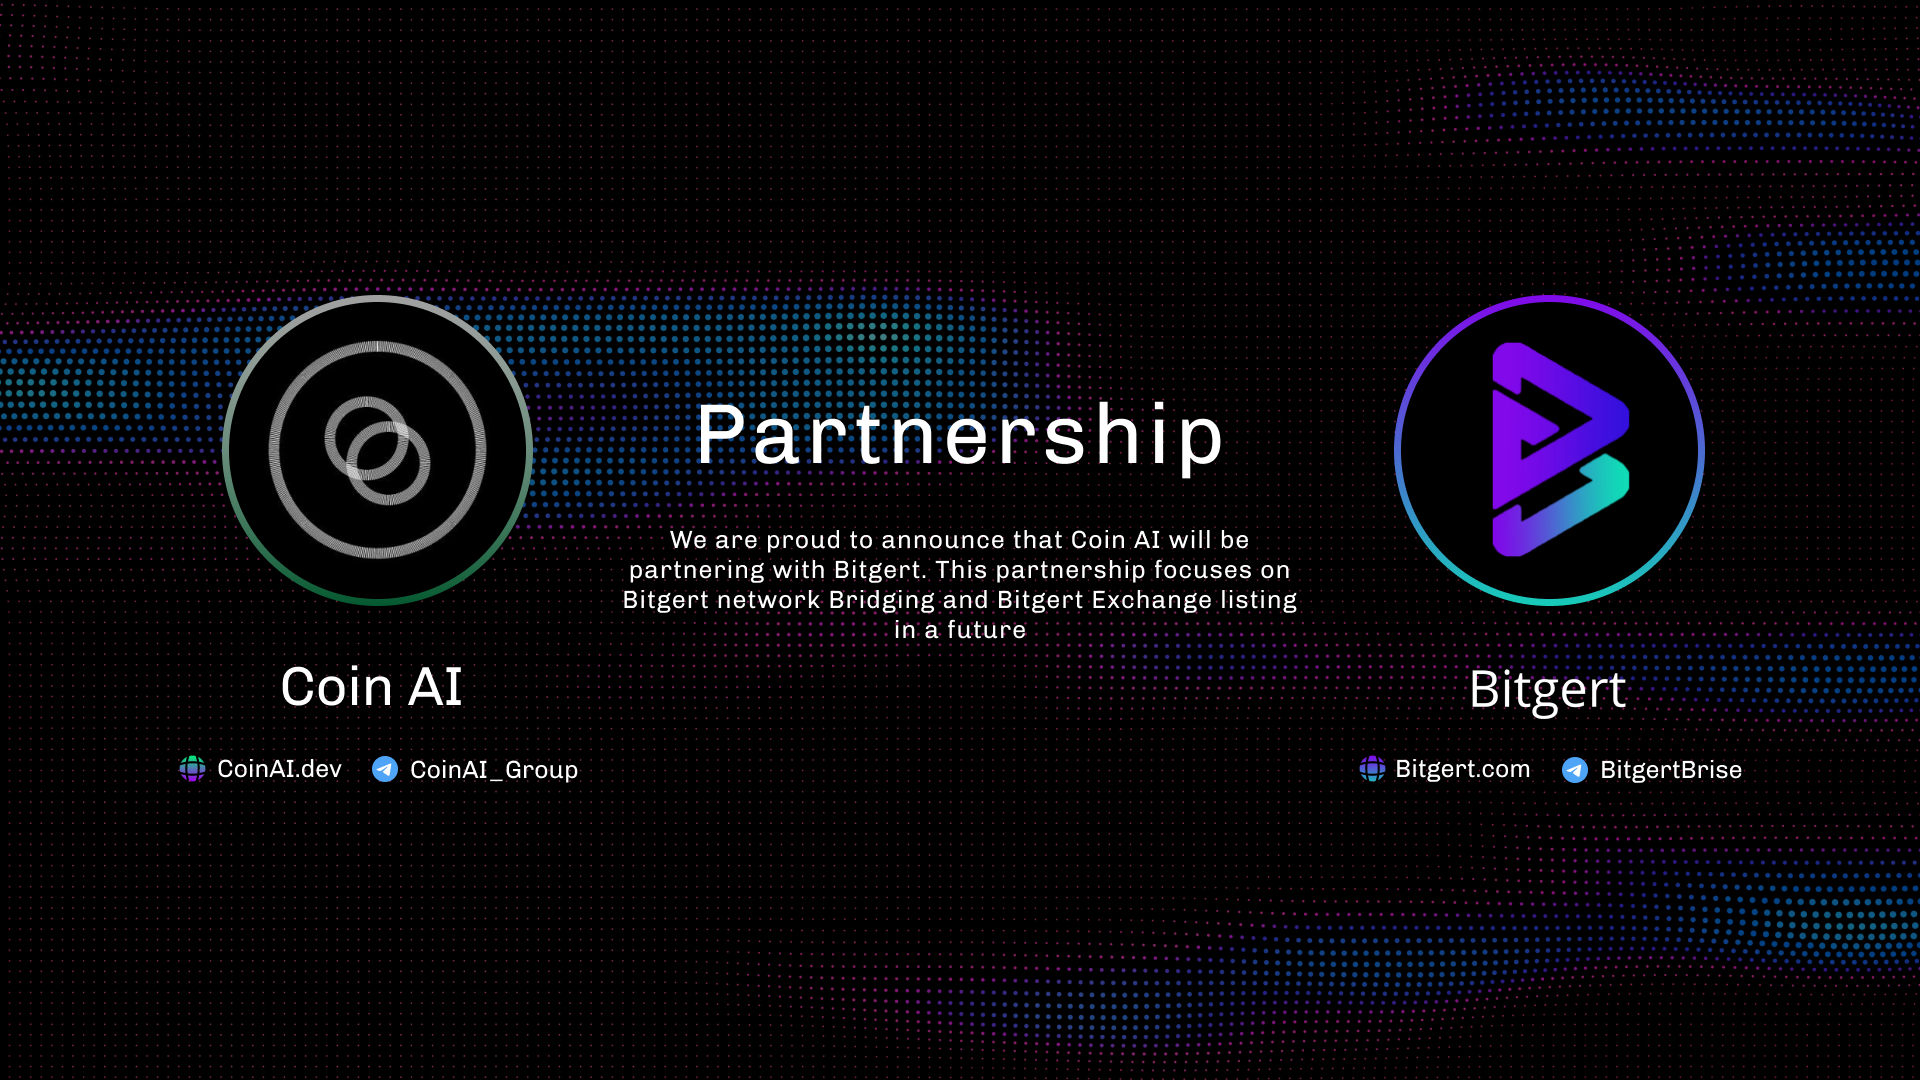 Partnership
We are proud to announce that Coin AI will be
partnering with Bitgert. This partnership focuses on
Bitgert network Bridging and Bitgert Exchange listing
in a future
Coin AI
CoinAI.dev
CoinAI_Group
Bitgert
Bitgert.com
BitgertBrise